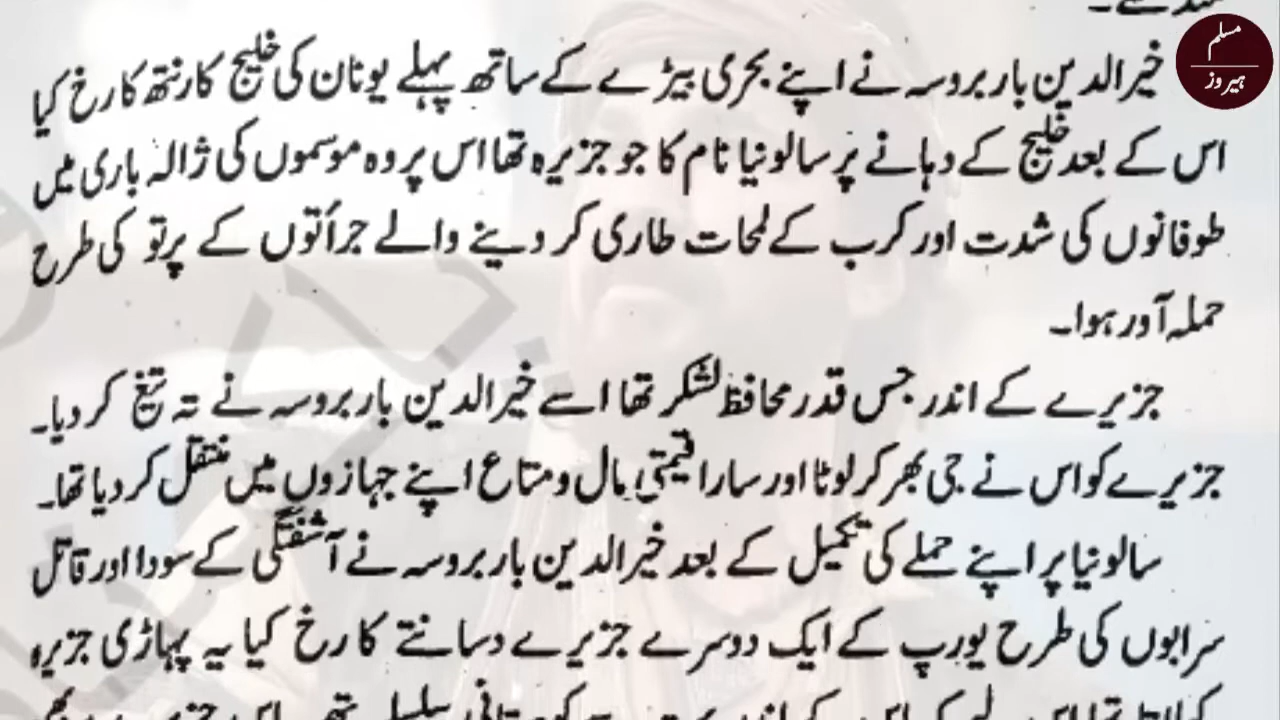 مسلم
ہیروز
خیرالدین باربروسہ نے اپنے بحری بیڑے کے ساتھ پہلے یونان کی خلیج کارنتھ کا رخ کیا
اس کے بعد خلیج کے دہانے پر سالونیا نام کا جو جزیرہ تھا اس پر وہ موسموں کی ژالہ باری میں
طوفانوں کی شدت اور کرب کے لمحات طاری کر دینے والے جرأتوں کے پرتو کی طرح
حملہ آور ہوا۔
جزیرے کے اندر جس قدر محافظ لشکر تھا اسے خیرالدین باربروسہ نے تہ تیغ کر دیا۔
جزیرے کو اس نے جی بھر کر لوٹا اور سارا قیمتی مال و متاع اپنے جہازوں میں منتقل کر دیا تھا۔
سالونیا پر اپنے حملے کی تکمیل کے بعد خیرالدین باربروسہ نے آشفتگی کے سودا اور قاتل
سرابوں کی طرح یورپ کے ایک دوسرے جزیرے دسانتے کا رخ کیا یہ پہاڑی جزیرہ